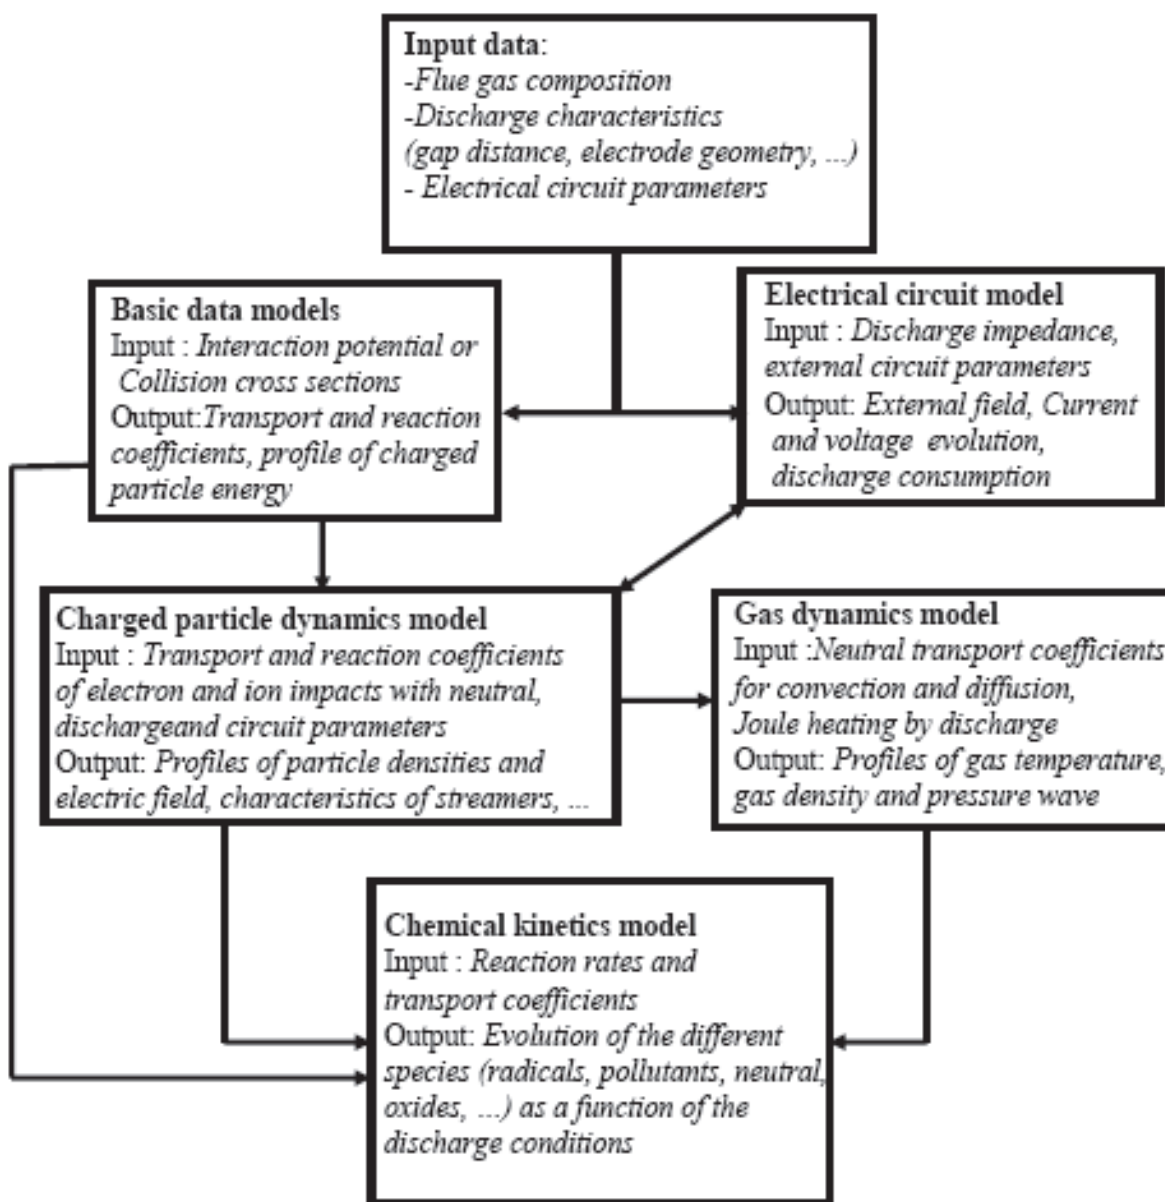 Input data:
-Flue gas composition
-Discharge characteristics
(gap distance, electrode geometry, ...)
- Electrical circuit parameters
Basic data models
Input : Interaction potential or
Collision cross sections
Output:Transport and reaction
coefficients, profile of charged
particle energy
Electrical circuit model
Input : Discharge impedance,
external circuit parameters
Output: External field, Current
and voltage evolution,
discharge consumption
Charged particle dynamics model
Input : Transport and reaction coefficients
of electron and ion impacts with neutral,
dischargeand circuit parameters
Output: Profiles of particle densities and
electric field, characteristics of streamers, ...
Gas dynamics model
Input :Neutral transport coefficients
for convection and diffusion,
Joule heating by discharge
Output: Profiles of gas temperature,
gas density and pressure wave
Chemical kinetics model
Input : Reaction rates and
transport coefficients
Output: Evolution of the different
species (radicals, pollutants, neutral,
oxides, ...) as a function of the
discharge conditions